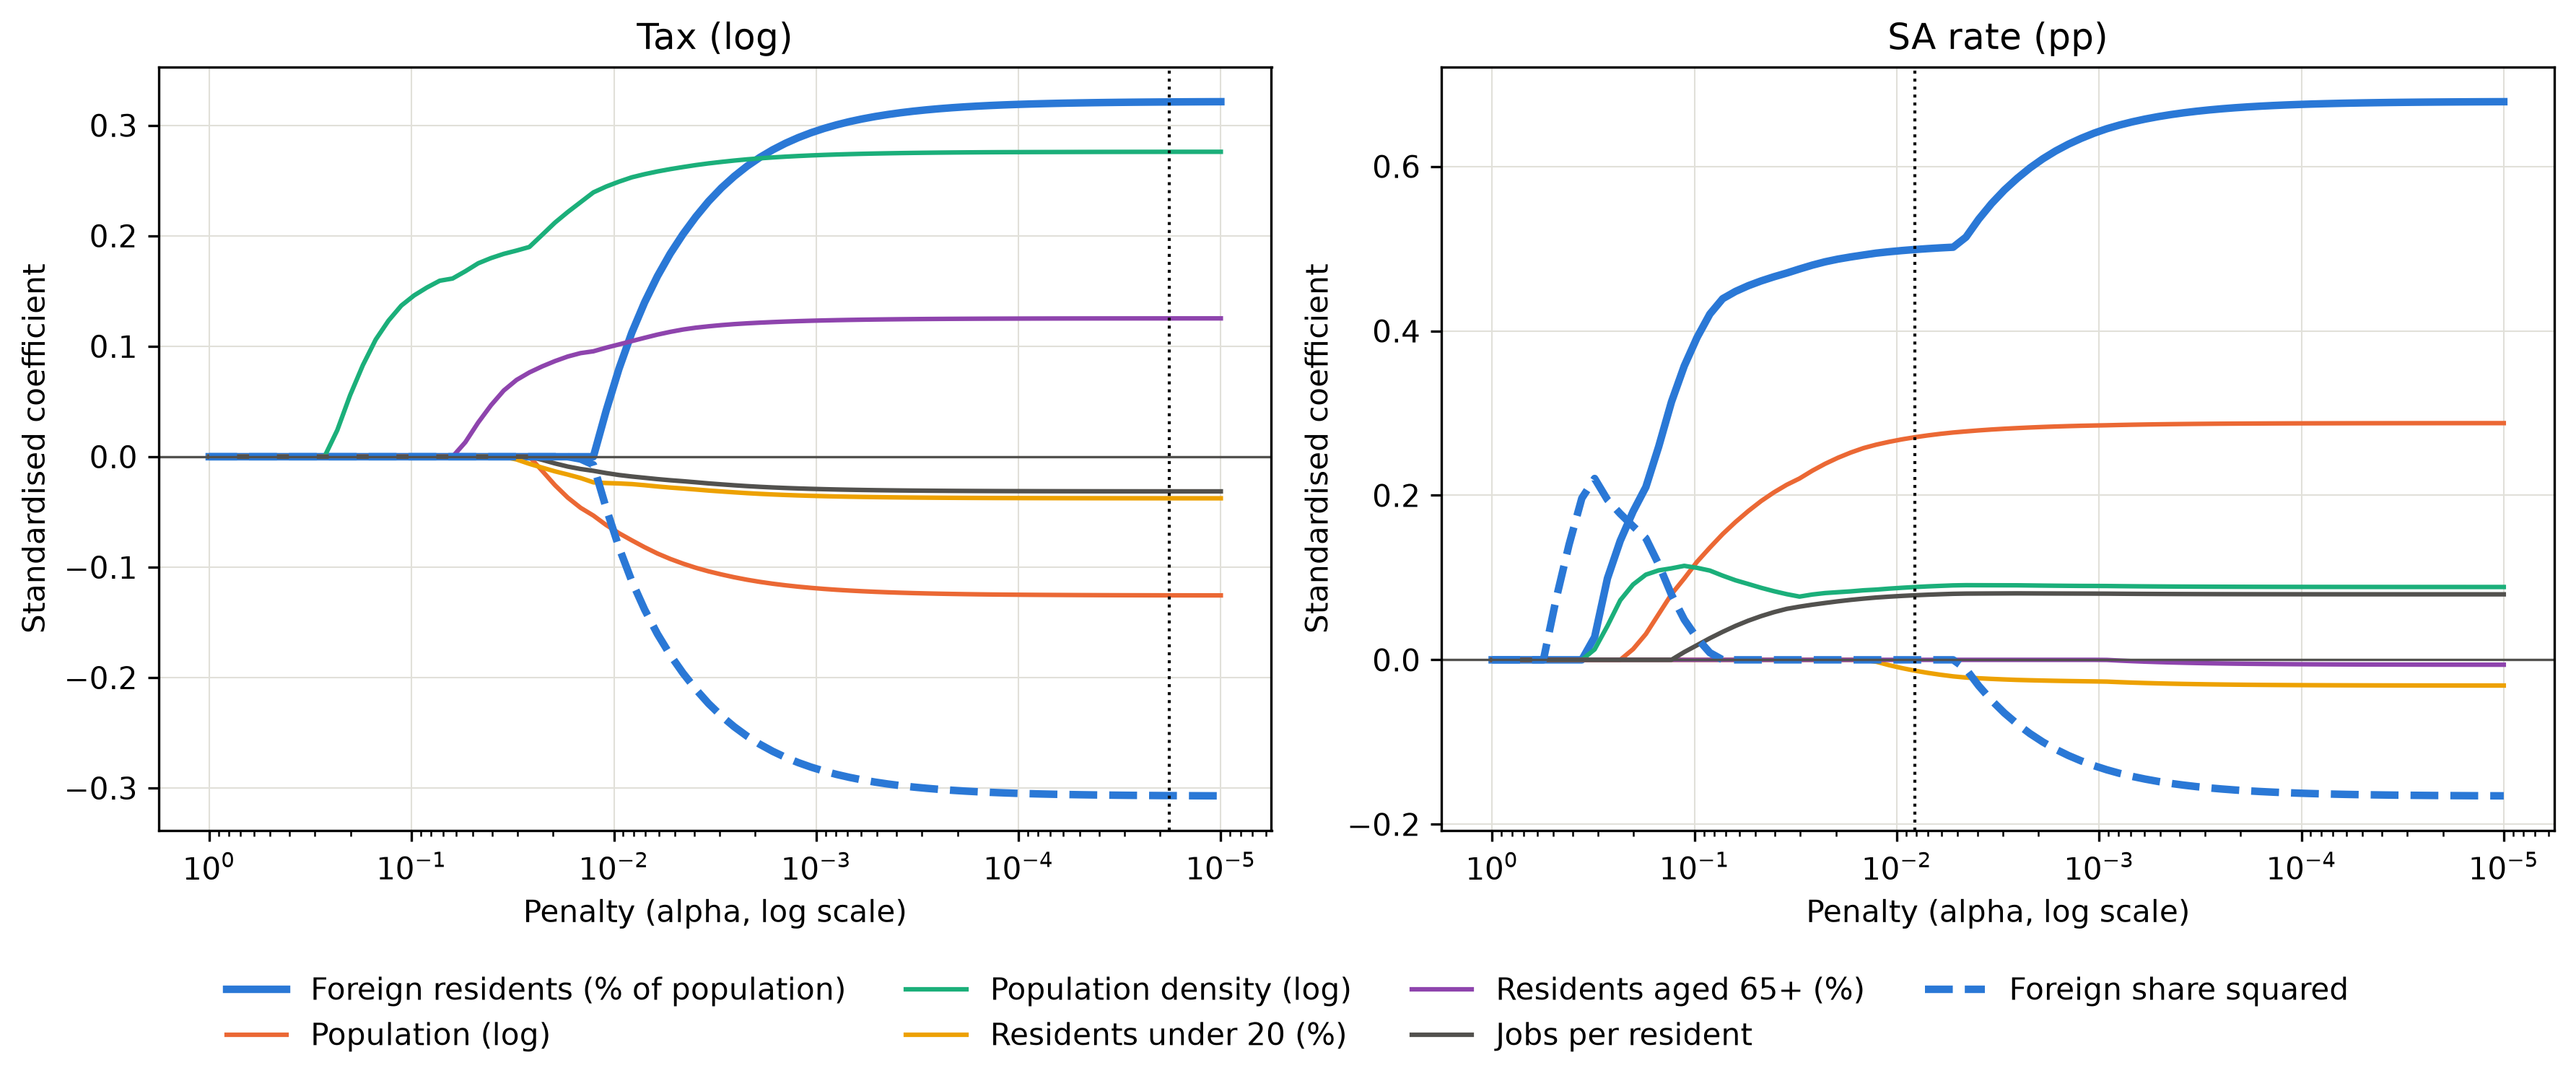 Tax (log)
SA rate (pp)
Standardised coefficient
0.3
0.2
0.1
0.0
−0.1
−0.2
−0.3
10⁰ 10⁻¹ 10⁻² 10⁻³ 10⁻⁴ 10⁻⁵
Penalty (alpha, log scale)
Standardised coefficient
0.6
0.4
0.2
0.0
−0.2
10⁰ 10⁻¹ 10⁻² 10⁻³ 10⁻⁴ 10⁻⁵
Penalty (alpha, log scale)
Foreign residents (% of population)
Population (log)
Population density (log)
Residents under 20 (%)
Residents aged 65+ (%)
Jobs per resident
Foreign share squared